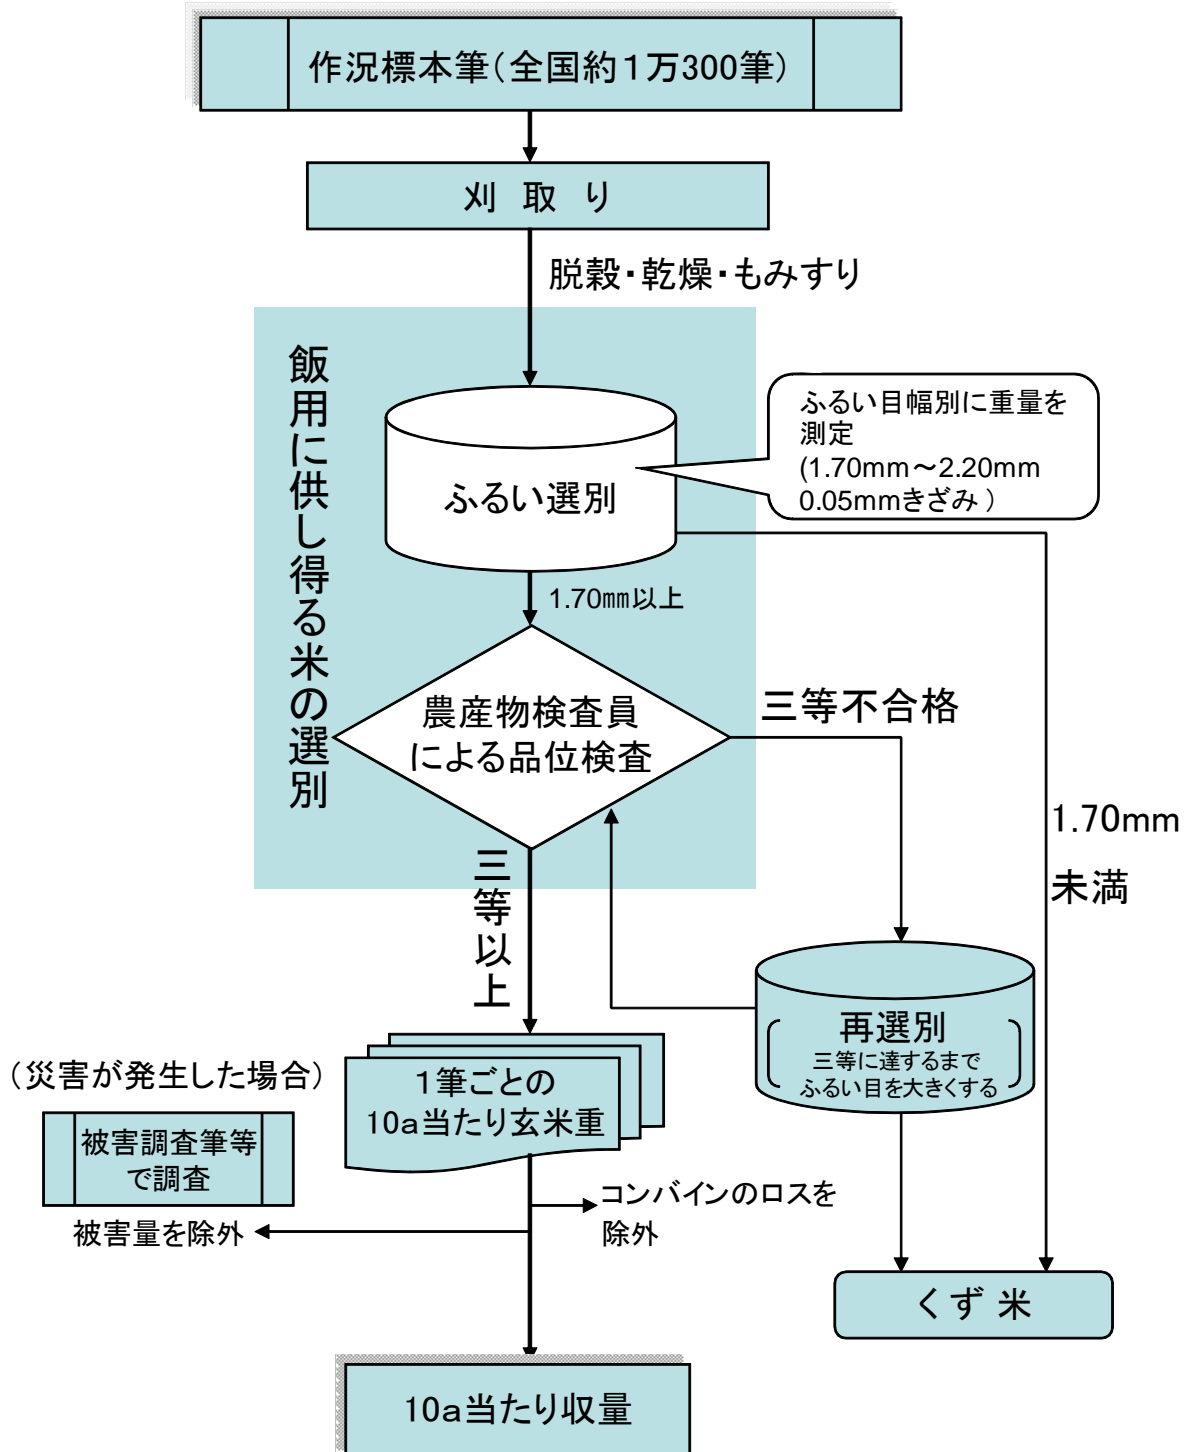 作況標本筆（全国約１万300筆）
刈 取 り
脱穀・乾燥・もみすり
飯用に供し得る米の選別
ふるい目幅別に重量を
測定
(1.70mm～2.20mm
0.05mmきざみ )
ふるい選別
1.70㎜以上
農産物検査員
による品位検査
三等不合格
1.70mm
未満
三等以上
再選別
三等に達するまで
ふるい目を大きくする
（災害が発生した場合）
１筆ごとの
10a当たり玄米重
被害調査筆等
で調査
コンバインのロスを
除外
被害量を除外
くず 米
10a当たり収量